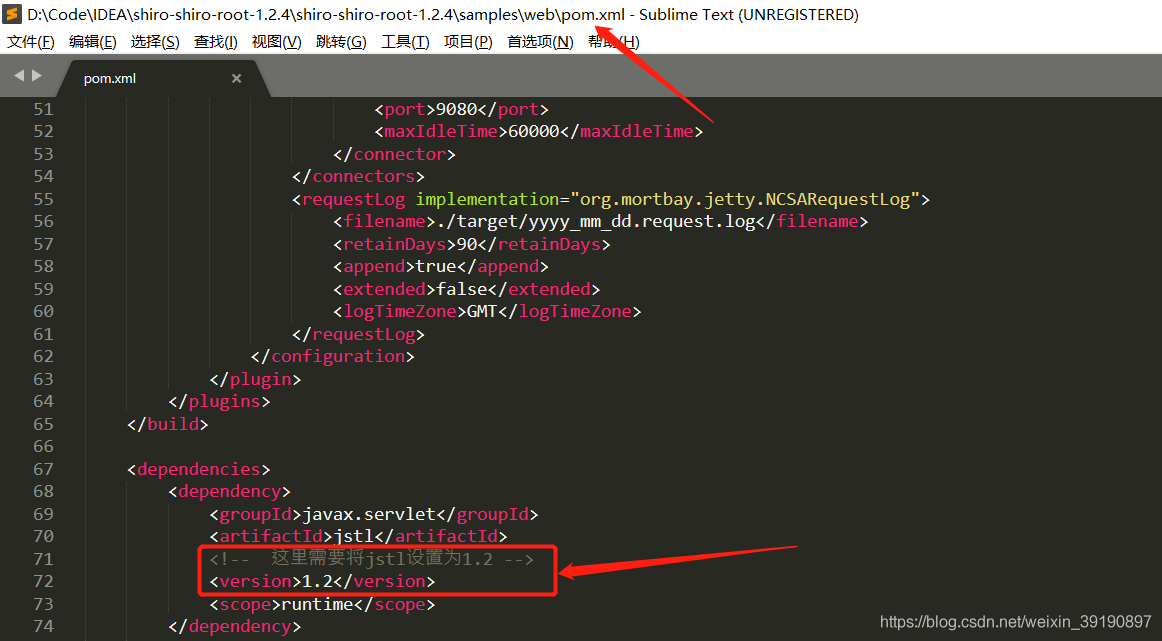 D:\Code\IDEA\shiro-shiro-root-1.2.4\shiro-shiro-root-1.2.4\samples\web\pom.xml - Sublime Text (UNREGISTERED)
文件(F) 编辑(E) 选择(S) 查找(I) 视图(V) 跳转(G) 工具(T) 项目(P) 首选项(N) 帮助(H)
pom.xml ×
51 <port>9080</port>
52 <maxIdleTime>60000</maxIdleTime>
53 </connector>
54 </connectors>
55 <requestLog implementation="org.mortbay.jetty.NCSARequestLog">
56 <filename>./target/yyyy_mm_dd.request.log</filename>
57 <retainDays>90</retainDays>
58 <append>true</append>
59 <extended>false</extended>
60 <logTimeZone>GMT</logTimeZone>
61 </requestLog>
62 </configuration>
63 </plugin>
64 </plugins>
65 </build>
66
67 <dependencies>
68 <dependency>
69 <groupId>javax.servlet</groupId>
70 <artifactId>jstl</artifactId>
71 <!-- 这里需要将jstl设置为1.2 -->
72 <version>1.2</version>
73 <scope>runtime</scope>
74 </dependency>
https://blog.csdn.net/weixin_39190897